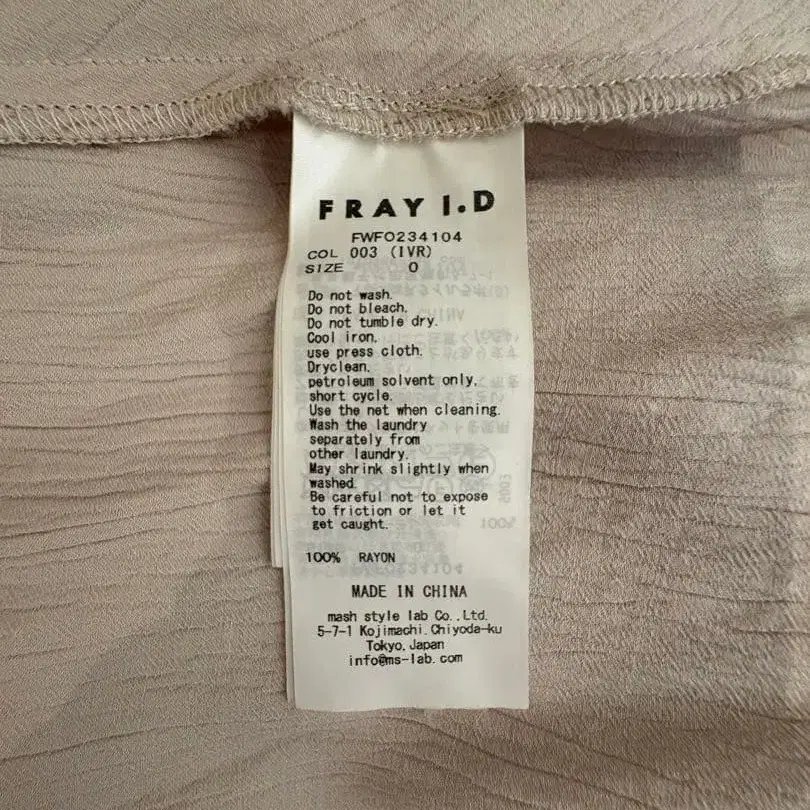 FRAY I.D
FWFO234104
COL 003 (IVR)
SIZE 0
Do not wash.
Do not bleach.
Do not tumble dry.
Cool iron.
use press cloth.
Dryclean.
petroleum solvent only.
short cycle.
Use the net when cleaning.
Wash the laundry
separately from
other laundry.
May shrink slightly when
washed.
Be careful not to expose
to friction or let it
get caught.
100% RAYON
MADE IN CHINA
mash style lab Co.,Ltd.
5-7-1 Kojimachi.Chiyoda-ku
Tokyo.Japan
info@ms-lab.com